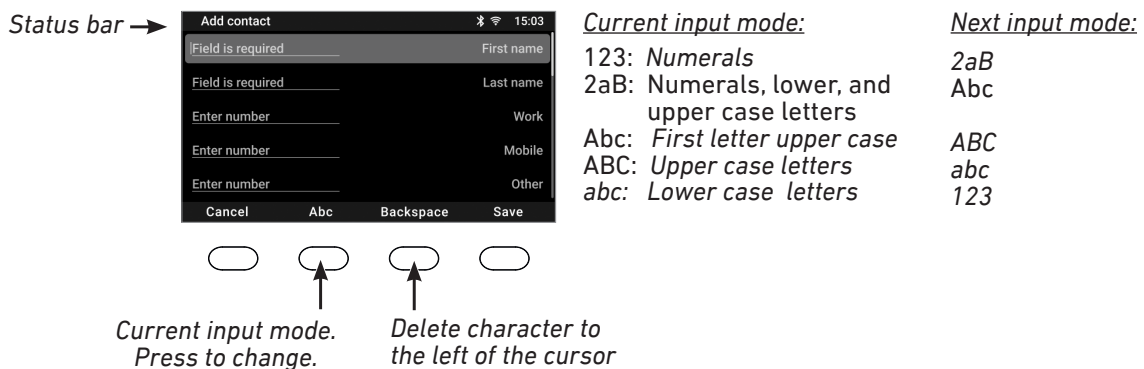 Status bar
Add contact 15:03
Field is required First name
Field is required Last name
Enter number Work
Enter number Mobile
Enter number Other
Cancel Abc Backspace Save
Current input mode.
Press to change.
Delete character to
the left of the cursor
Current input mode: Next input mode:
123: Numerals 2aB
2aB: Numerals, lower, and Abc
upper case letters
Abc: First letter upper case ABC
ABC: Upper case letters abc
abc: Lower case letters 123